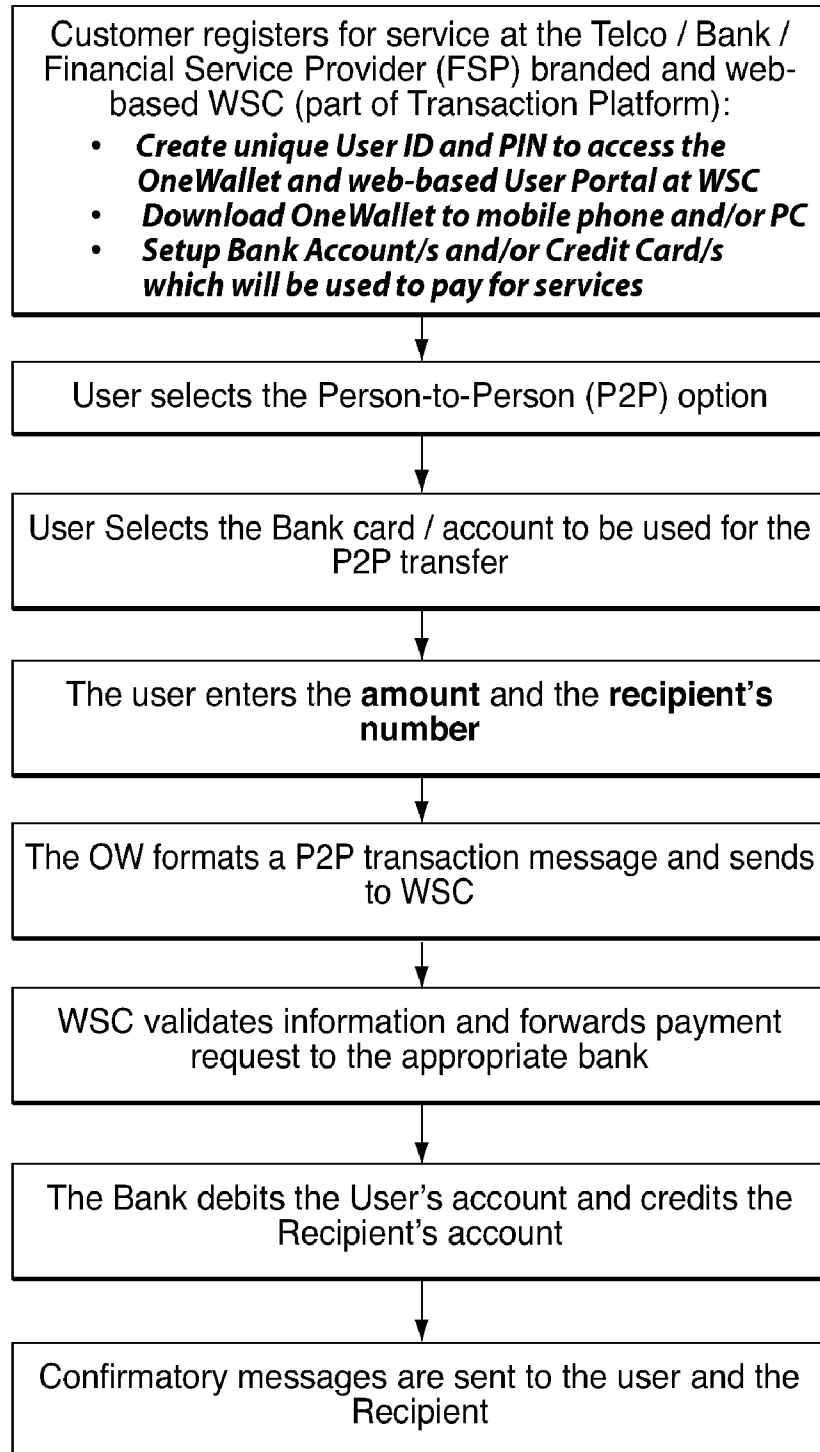 Customer registers for service at the Telco / Bank /
Financial Service Provider (FSP) branded and web-
based WSC (part of Transaction Platform):
• Create unique User ID and PIN to access the
OneWallet and web-based User Portal at WSC
• Download OneWallet to mobile phone and/or PC
• Setup Bank Account/s and/or Credit Card/s
which will be used to pay for services
User selects the Person-to-Person (P2P) option
User Selects the Bank card / account to be used for the
P2P transfer
The user enters the amount and the recipient's
number
The OW formats a P2P transaction message and sends
to WSC
WSC validates information and forwards payment
request to the appropriate bank
The Bank debits the User's account and credits the
Recipient's account
Confirmatory messages are sent to the user and the
Recipient